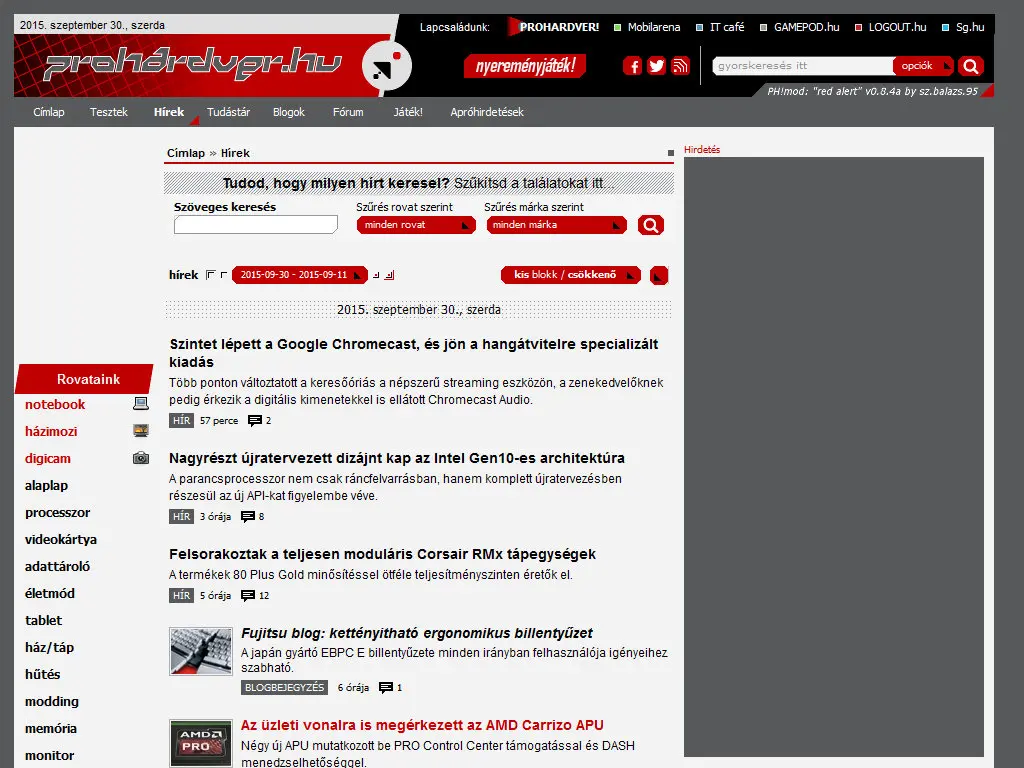 2015. szeptember 30., szerda
Lapcsaládunk: PROHARDVER! Mobilarena IT café GAMEPOD.hu LOGOUT.hu Sg.hu
prohardver.hu
nyereményjáték!
gyorskeresés itt
opciók
PH!mod: "red alert" v0.8.4a by sz.balazs.95
Címlap Tesztek Hírek Tudástár Blogok Fórum Játék! Apróhirdetések
Címlap » Hírek
Hirdetés
Tudod, hogy milyen hírt keresel? Szűkítsd a találatokat itt...
Szöveges keresés Szűrés rovat szerint Szűrés márka szerint
minden rovat minden márka
hírek 2015-09-30 - 2015-09-11 kis blokk / csökkenő
2015. szeptember 30., szerda
Szintet lépett a Google Chromecast, és jön a hangátvitelre specializált
kiadás
Több ponton változtatott a keresőóriás a népszerű streaming eszközön, a zenekedvelőknek
pedig érkezik a digitális kimenetekkel is ellátott Chromecast Audio.
HÍR 57 perce 2
Nagyrészt újratervezett dizájnt kap az Intel Gen10-es architektúra
A parancsprocesszor nem csak ráncfelvarrásban, hanem komplett újratervezésben
részesül az új API-kat figyelembe véve.
HÍR 3 órája 8
Felsorakoztak a teljesen moduláris Corsair RMx tápegységek
A termékek 80 Plus Gold minősítéssel ötféle teljesítményszinten éretők el.
HÍR 5 órája 12
Fujitsu blog: kettényitható ergonomikus billentyűzet
A japán gyártó EBPC E billentyűzete minden irányban felhasználója igényeihez
szabható.
BLOGBEJEGYZÉS 6 órája 1
AMD
PRO
Az üzleti vonalra is megérkezett az AMD Carrizo APU
Négy új APU mutatkozott be PRO Control Center támogatással és DASH
menedzselhetőséggel.
Rovataink
notebook
házimozi
digicam
alaplap
processzor
videokártya
adattároló
életmód
tablet
ház/táp
hűtés
modding
memória
monitor